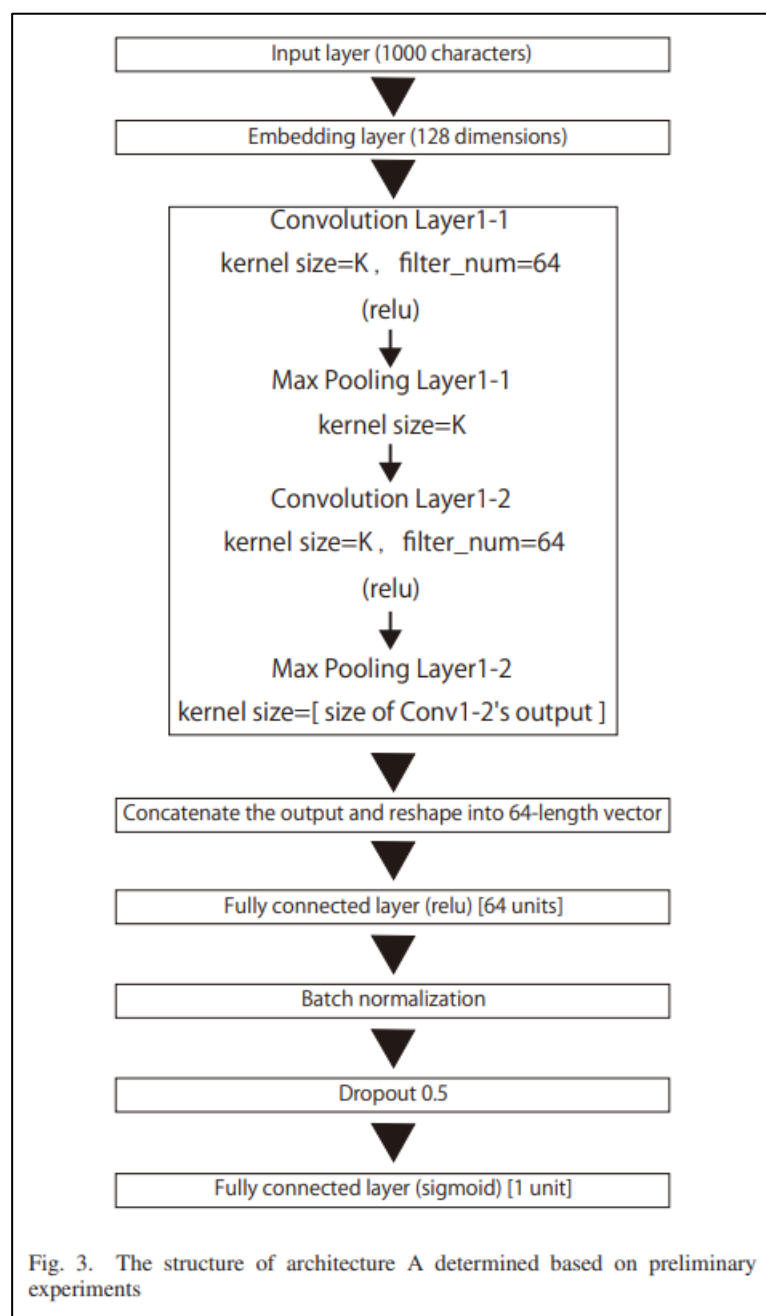 Input layer (1000 characters)
Embedding layer (128 dimensions)
Convolution Layer1-1
kernel size=K , filter_num=64
(relu)
Max Pooling Layer1-1
kernel size=K
Convolution Layer1-2
kernel size=K , filter_num=64
(relu)
Max Pooling Layer1-2
kernel size=[ size of Conv1-2's output ]
Concatenate the output and reshape into 64-length vector
Fully connected layer (relu) [64 units]
Batch normalization
Dropout 0.5
Fully connected layer (sigmoid) [1 unit]
Fig. 3. The structure of architecture A determined based on preliminary
experiments